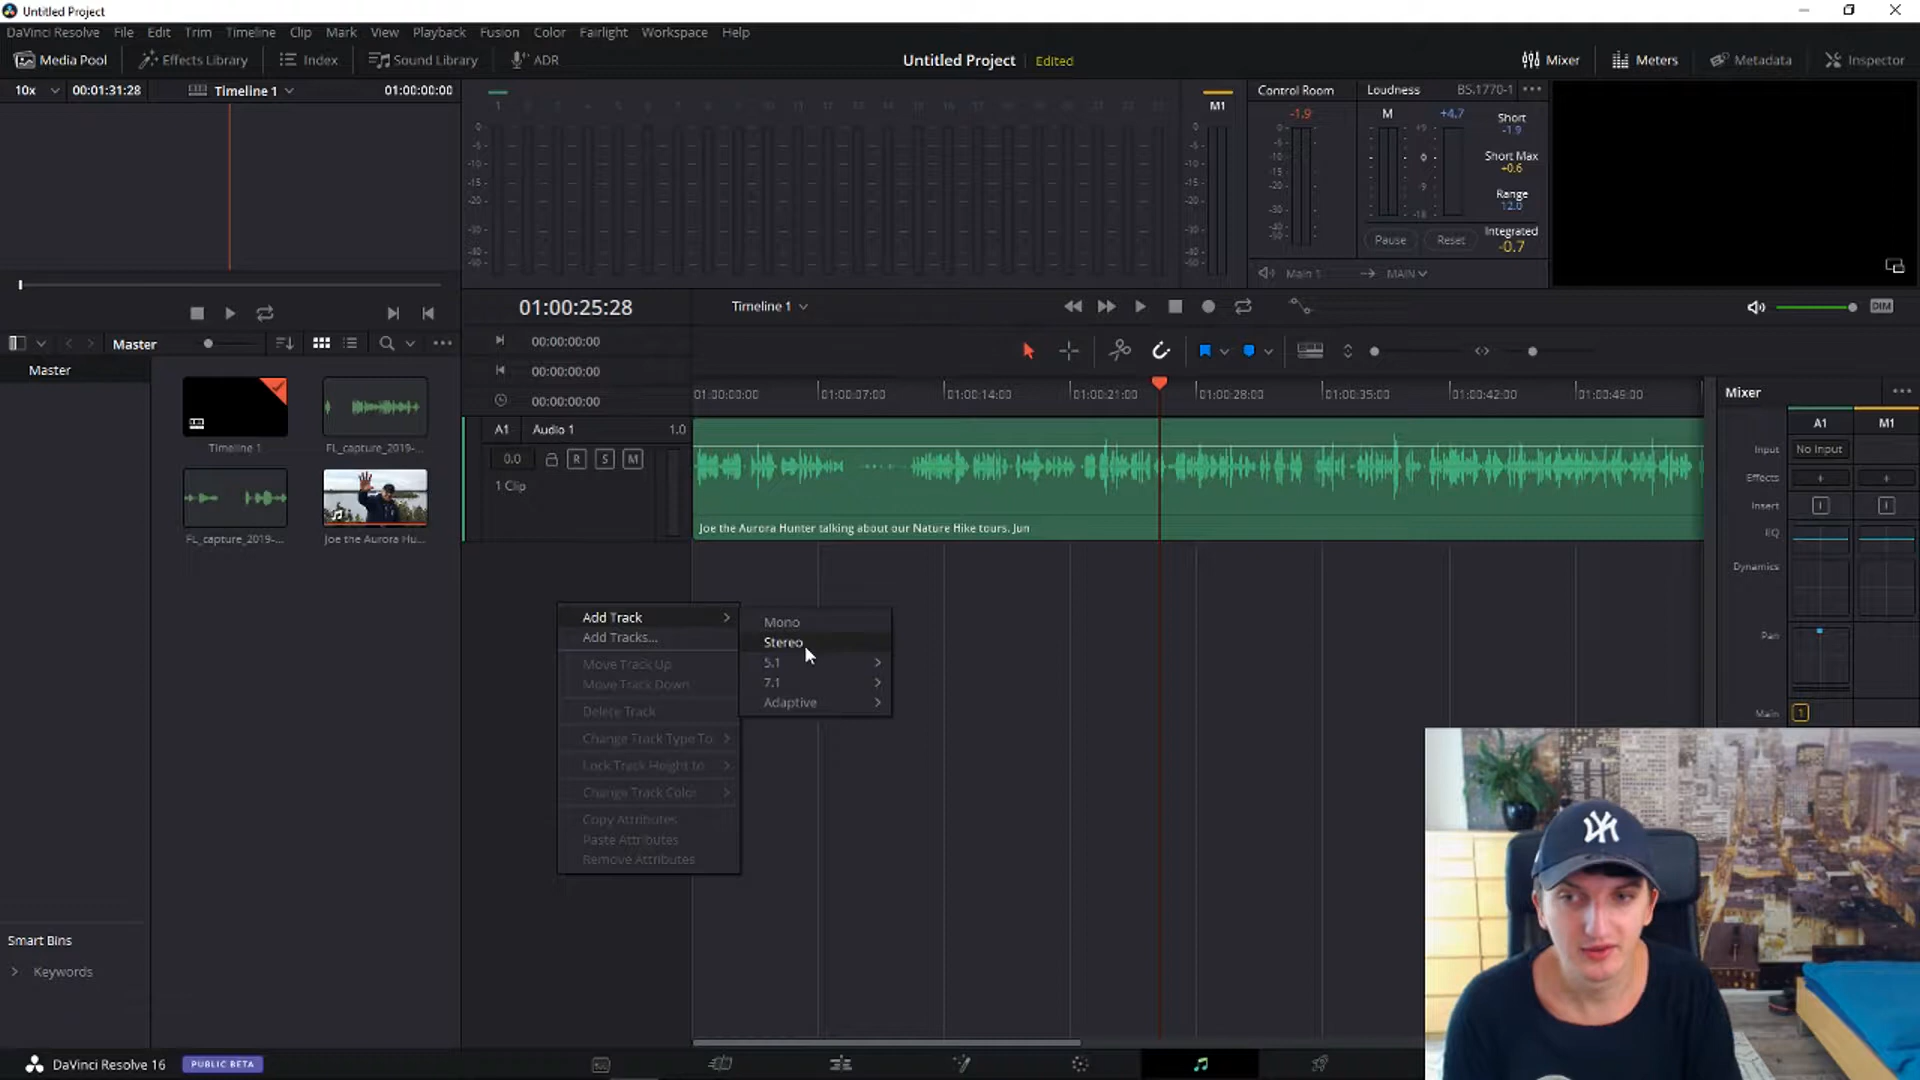 Untitled Project
DaVinci Resolve File Edit Trim Timeline Clip Mark View Playback Fusion Color Fairlight Workspace Help
Media Pool Effects Library Index Sound Library ADR Untitled Project Edited Mixer Meters Metadata Inspector
10x 00:01:31:28 Timeline 1 01:00:00:00
M1
Control Room Loudness BS.1770-1
-1.9 M +4.7 Short
-1.9
Short Max
+0.6
Range
12.0
Integrated
-0.7
Pause Reset
Main 1 MAIN
01:00:25:28 Timeline 1 DIM
00:00:00:00
00:00:00:00
00:00:00:00
Master
Master
Timeline 1 FL_capture_2019-...
FL_capture_2019-... Joe the Aurora Hu...
01:00:00:00 01:00:07:00 01:00:14:00 01:00:21:00 01:00:28:00 01:00:35:00 01:00:42:00 01:00:49:00
A1 Audio 1 1.0
0.0 R S M
1 Clip
Joe the Aurora Hunter talking about our Nature Hike tours. Jun
Mixer
A1 M1
Input No Input
Effects + +
Insert
EQ
Dynamics
Pan
Main 1
Add Track
Add Tracks...
Move Track Up
Move Track Down
Delete Track
Change Track Type To
Lock Track Height to
Change Track Color
Copy Attributes
Paste Attributes
Remove Attributes
Mono
Stereo
5.1
7.1
Adaptive
Smart Bins
Keywords
DaVinci Resolve 16 PUBLIC BETA